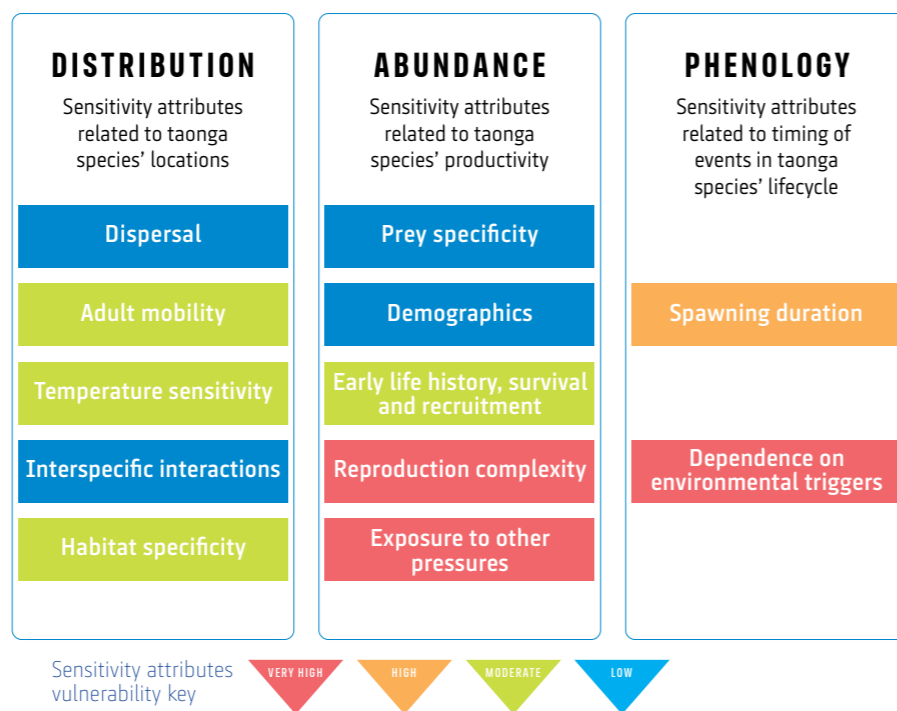 DISTRIBUTION
Sensitivity attributes
related to taonga
species’ locations
Dispersal
Adult mobility
Temperature sensitivity
Interspecific interactions
Habitat specificity
ABUNDANCE
Sensitivity attributes
related to taonga
species’ productivity
Prey specificity
Demographics
Early life history, survival
and recruitment
Reproduction complexity
Exposure to other
pressures
PHENOLOGY
Sensitivity attributes
related to timing of
events in taonga
species’ lifecycle
Spawning duration
Dependence on
environmental triggers
Sensitivity attributes
vulnerability key
VERY HIGH
HIGH
MODERATE
LOW